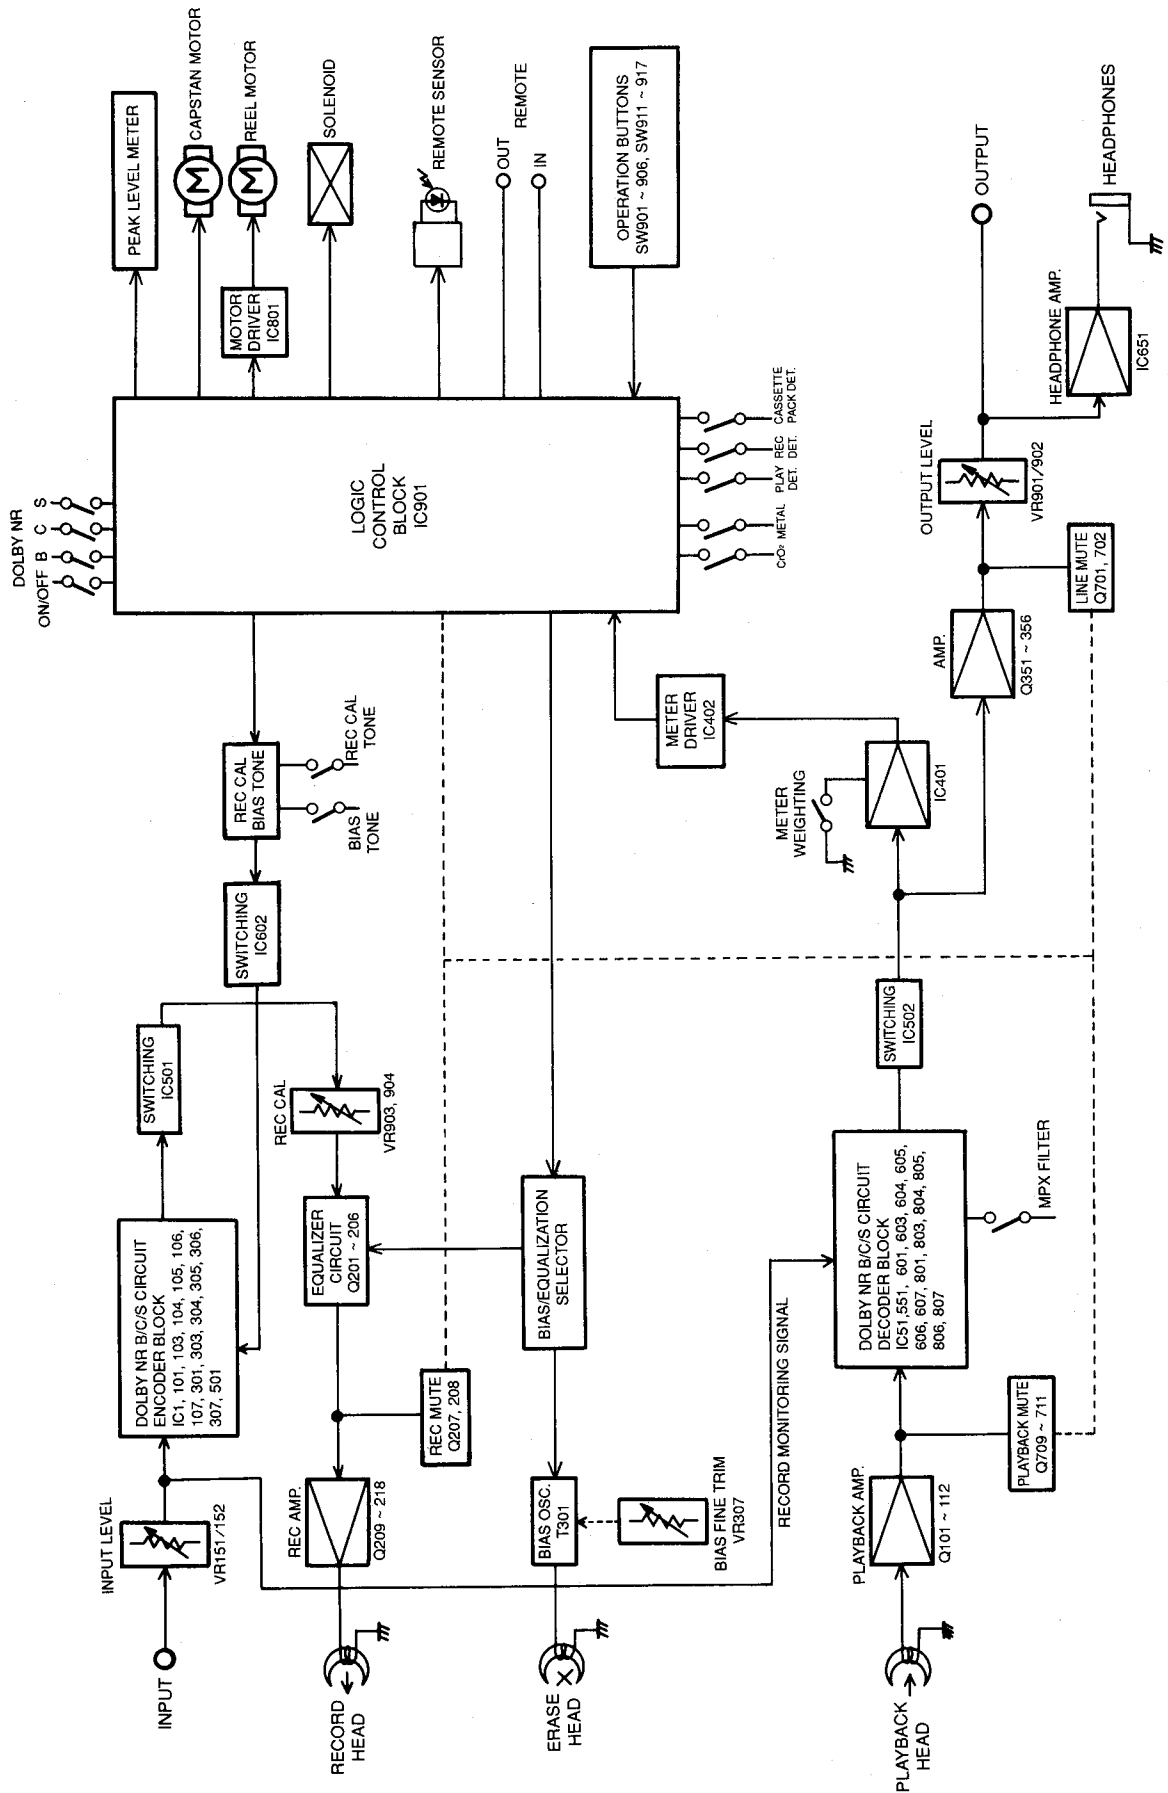 INPUT
INPUT LEVEL
VR151/152
DOLBY NR B/C/S CIRCUIT
ENCODER BLOCK
IC1, 101, 103, 104, 105, 106,
107, 301, 303, 304, 305, 306,
307, 501
SWITCHING
IC501
SWITCHING
IC602
REC CAL
BIAS TONE
BIAS
TONE
REC CAL
TONE
DOLBY NR
ON/OFF B C S
LOGIC
CONTROL
BLOCK
IC901
PEAK LEVEL METER
CAPSTAN MOTOR
M
REEL MOTOR
M
MOTOR
DRIVER
IC801
SOLENOID
REMOTE SENSOR
OUT
REMOTE
IN
OPERATION BUTTONS
SW901 ~ 906, SW911 ~ 917
CrO2
METAL
PLAY
DET.
REC
DET.
CASSETTE
PACK DET.
RECORD
HEAD
REC AMP.
Q209 ~ 218
EQUALIZER
CIRCUIT
Q201 ~ 206
REC CAL
VR903, 904
REC MUTE
Q207, 208
ERASE
HEAD
BIAS OSC.
T301
BIAS FINE TRIM
VR307
BIAS/EQUALIZATION
SELECTOR
RECORD MONITORING SIGNAL
METER
DRIVER
IC402
METER
WEIGHTING
IC401
PLAYBACK
HEAD
PLAYBACK AMP.
Q101 ~ 112
PLAYBACK MUTE
Q709 ~ 711
DOLBY NR B/C/S CIRCUIT
DECODER BLOCK
IC51,551, 601, 603, 604, 605,
606, 607, 801, 803, 804, 805,
806, 807
MPX FILTER
SWITCHING
IC502
AMP.
Q351 ~ 356
LINE MUTE
Q701, 702
OUTPUT LEVEL
VR901/902
OUTPUT
HEADPHONE AMP.
IC651
HEADPHONES